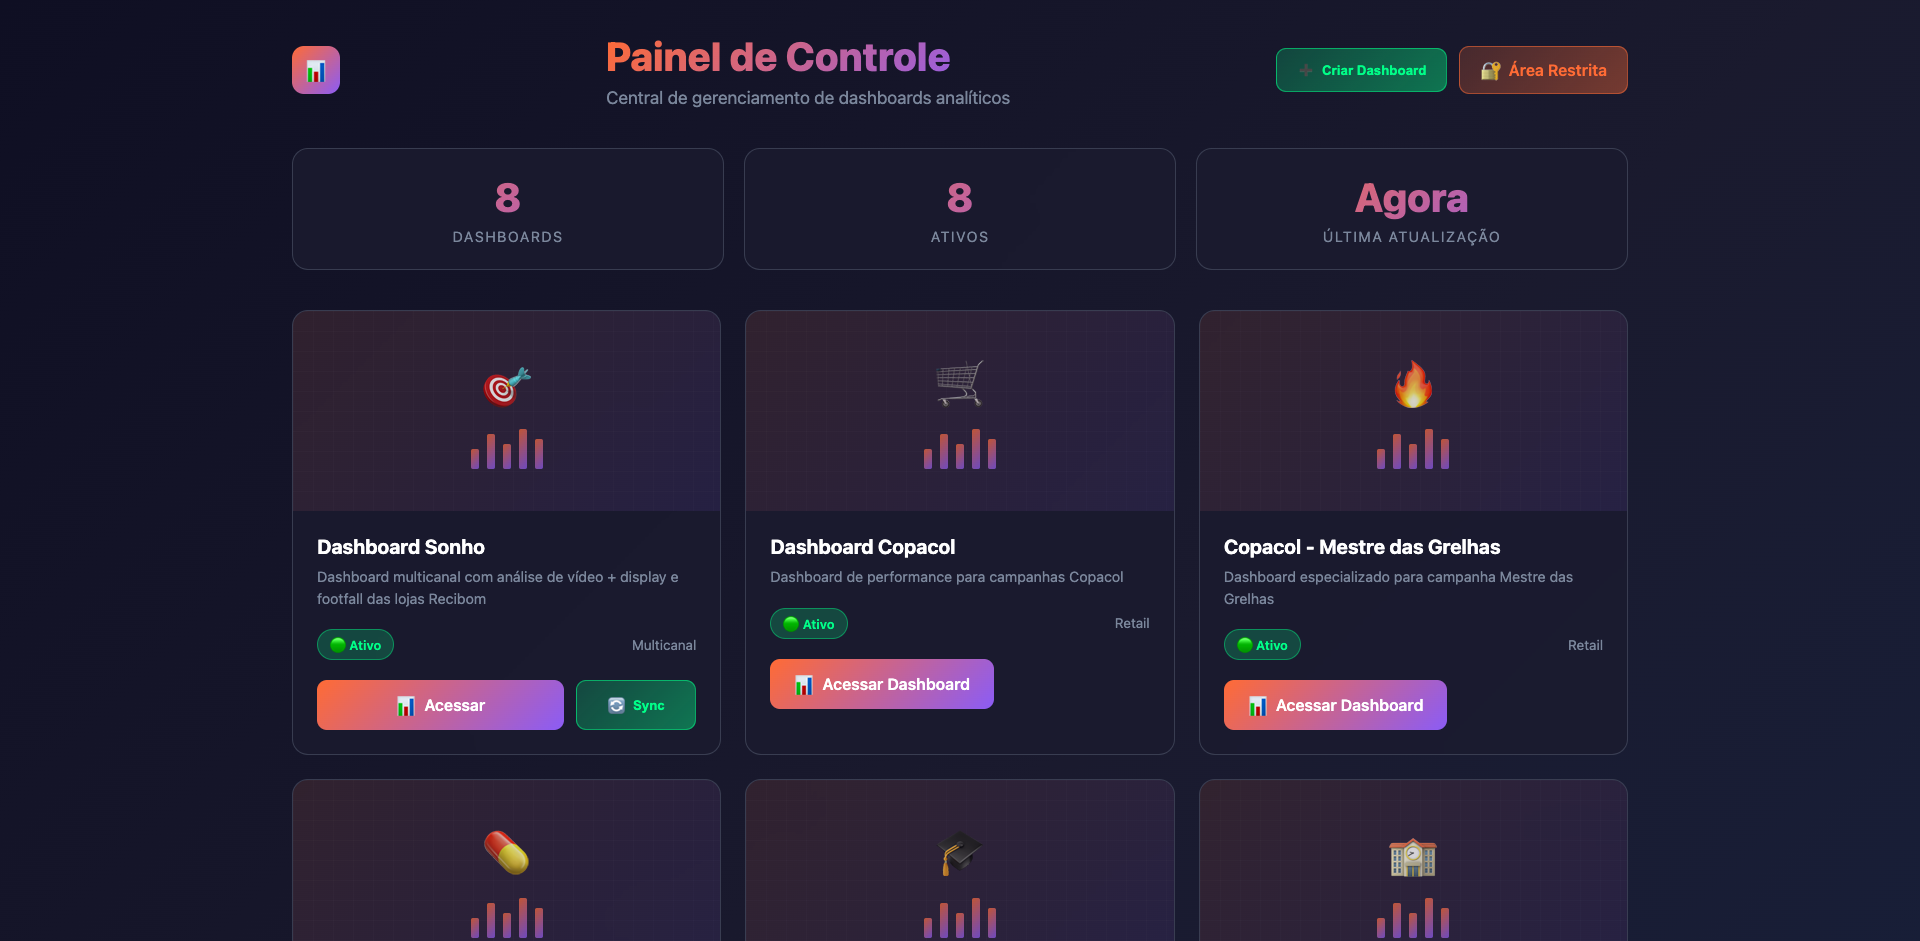 Painel de Controle
Central de gerenciamento de dashboards analíticos
Criar Dashboard
Área Restrita
8
DASHBOARDS
8
ATIVOS
Agora
ÚLTIMA ATUALIZAÇÃO
Dashboard Sonho
Dashboard multicanal com análise de vídeo + display e
footfall das lojas Recibom
Ativo
Multicanal
Acessar
Sync
Dashboard Copacol
Dashboard de performance para campanhas Copacol
Ativo
Retail
Acessar Dashboard
Copacol - Mestre das Grelhas
Dashboard especializado para campanha Mestre das
Grelhas
Ativo
Retail
Acessar Dashboard